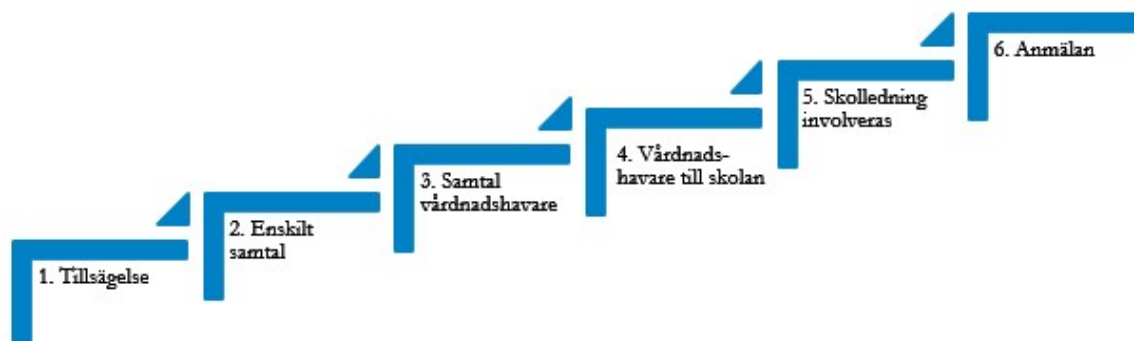 1. Tillsägelse
2. Enskilt
samtal
3. Samtal
vårdnadshavare
4. Vårdnads-
havare till skolan
5. Skolledning
involveras
6. Anmälan